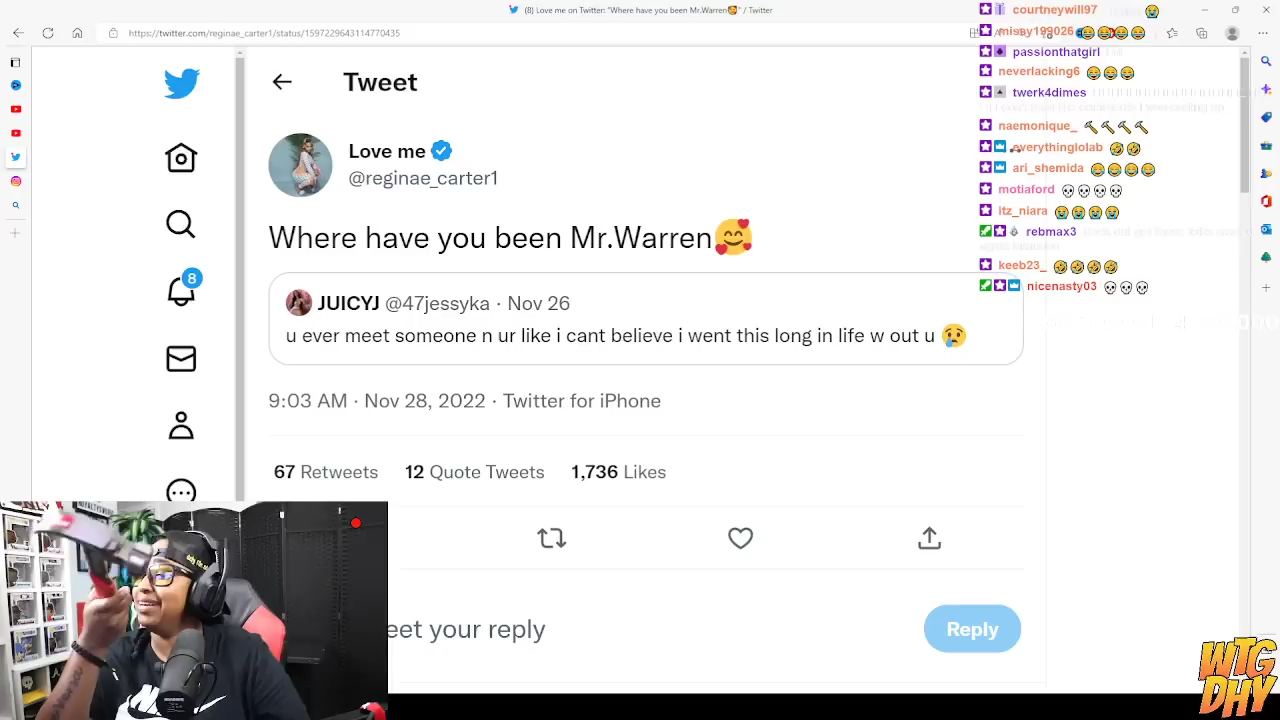 (8) Love me on Twitter: "Where have you been Mr.Warren🥰" / Twitter
https://twitter.com/reginae_carter1/status/1597229643114770435
Tweet
Love me
@reginae_carter1
Where have you been Mr.Warren🥰
JUICYJ @47jessyka · Nov 26
u ever meet someone n ur like i cant believe i went this long in life w out u 😢
9:03 AM · Nov 28, 2022 · Twitter for iPhone
67 Retweets 12 Quote Tweets 1,736 Likes
eet your reply
Reply
8
courtneywill97 😭
missy199026 😂😂😂😂
passionthatgirl
neverlacking6 😂😂😂
twerk4dimes
naemonique_ 🔨🔨🔨🔨
everythinglolab 🤣🤣
ari_shemida 😂😂😂😂
motiaford 💀💀💀💀
itz_niara 😭😭😭😭
rebmax3
keeb23_ 🤣🤣🤣🤣
nicenasty03 💀💀💀
WTG
DHY